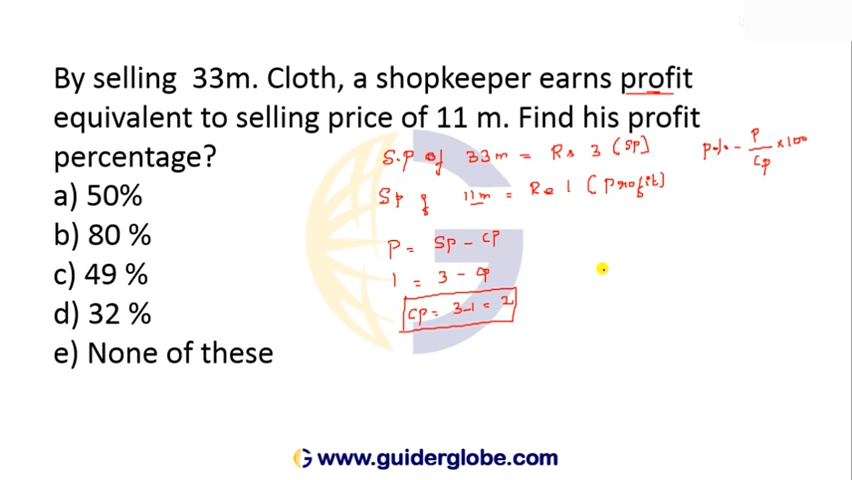 By selling 33m. Cloth, a shopkeeper earns profit
equivalent to selling price of 11 m. Find his profit
percentage?
S.P of 33m = Rs 3 (SP)
P% = P/CP × 100
a) 50%
SP of 11m = Re 1 (Profit)
b) 80 %
P = SP - CP
c) 49 %
1 = 3 - CP
d) 32 %
CP = 3-1 = 2
e) None of these
www.guiderglobe.com